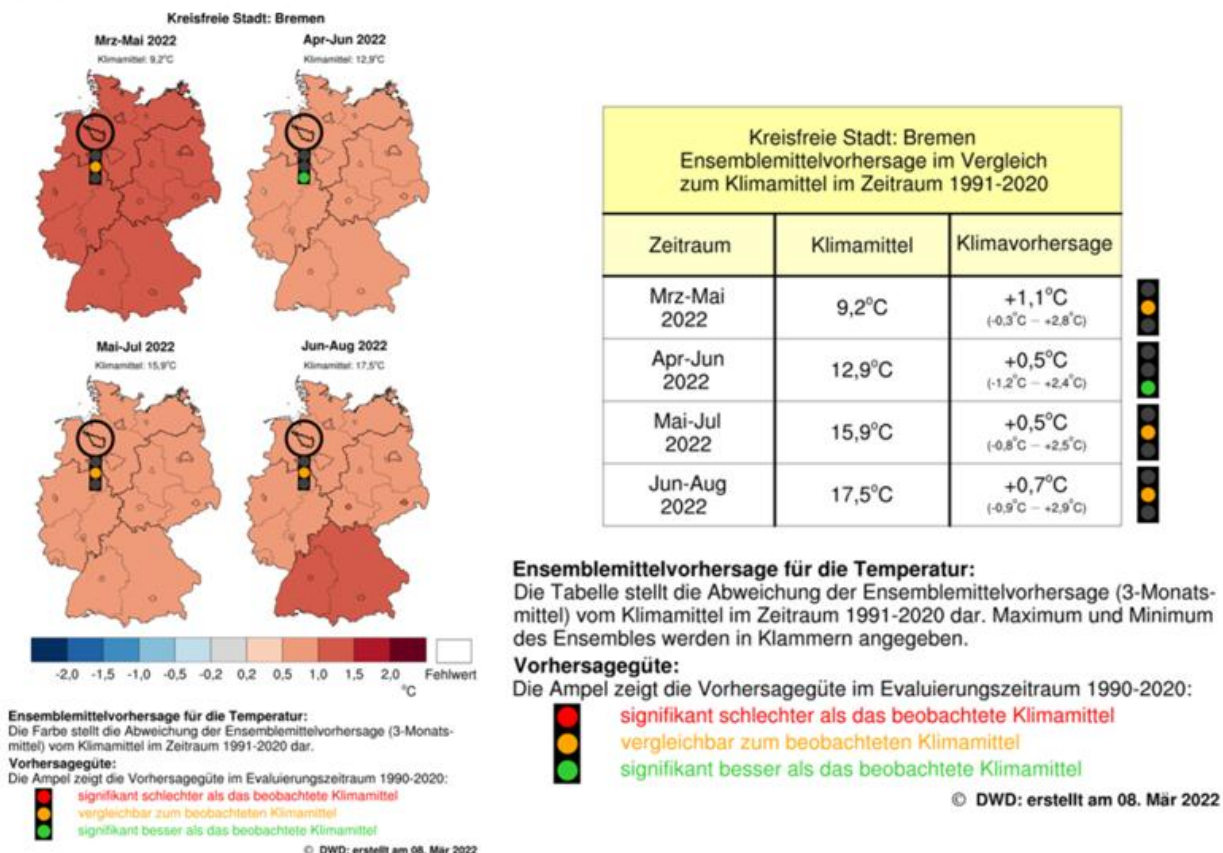 Kreisfreie Stadt: Bremen
Mrz-Mai 2022
Klimamittel: 9,2°C
Apr-Jun 2022
Klimamittel: 12,9°C
Mai-Jul 2022
Klimamittel: 15,9°C
Jun-Aug 2022
Klimamittel: 17,5°C
-2,0 -1,5 -1,0 -0,5 -0,2 0,2 0,5 1,0 1,5 2,0 Fehlwert
°C
Ensemblemittelvorhersage für die Temperatur:
Die Farbe stellt die Abweichung der Ensemblemittelvorhersage (3-Monats-
mittel) vom Klimamittel im Zeitraum 1991-2020 dar.
Vorhersagegüte:
Die Ampel zeigt die Vorhersagegüte im Evaluierungszeitraum 1990-2020:
signifikant schlechter als das beobachtete Klimamittel
vergleichbar zum beobachteten Klimamittel
signifikant besser als das beobachtete Klimamittel
© DWD: erstellt am 08. Mär 2022
Kreisfreie Stadt: Bremen
Ensemblemittelvorhersage im Vergleich
zum Klimamittel im Zeitraum 1991-2020
Zeitraum Klimamittel Klimavorhersage
Mrz-Mai 2022 9,2°C +1,1°C
(-0,3°C – +2,8°C)
Apr-Jun 2022 12,9°C +0,5°C
(-1,2°C – +2,4°C)
Mai-Jul 2022 15,9°C +0,5°C
(-0,8°C – +2,5°C)
Jun-Aug 2022 17,5°C +0,7°C
(-0,9°C – +2,9°C)
Ensemblemittelvorhersage für die Temperatur:
Die Tabelle stellt die Abweichung der Ensemblemittelvorhersage (3-Monats-
mittel) vom Klimamittel im Zeitraum 1991-2020 dar. Maximum und Minimum
des Ensembles werden in Klammern angegeben.
Vorhersagegüte:
Die Ampel zeigt die Vorhersagegüte im Evaluierungszeitraum 1990-2020:
signifikant schlechter als das beobachtete Klimamittel
vergleichbar zum beobachteten Klimamittel
signifikant besser als das beobachtete Klimamittel
© DWD: erstellt am 08. Mär 2022